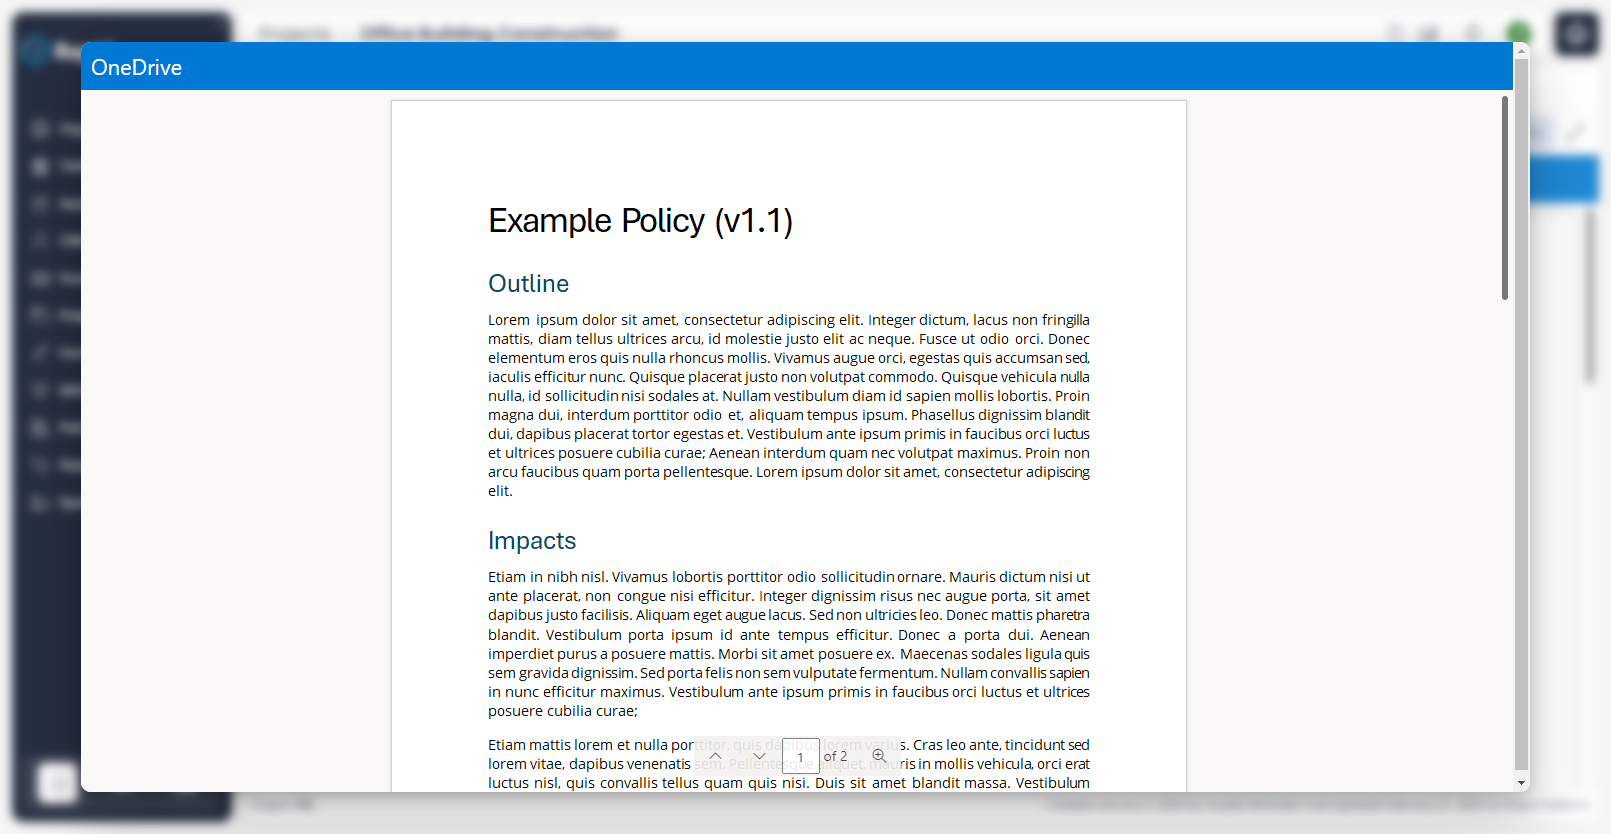 Projects
Office Building Construction
OneDrive
Example Policy (v1.1)
Outline
Lorem ipsum dolor sit amet, consectetur adipiscing elit. Integer dictum, lacus non fringilla
mattis, diam tellus ultrices arcu, id molestie justo elit ac neque. Fusce ut odio orci. Donec
elementum eros quis nulla rhoncus mollis. Vivamus augue orci, egestas quis accumsan sed,
iaculis efficitur nunc. Quisque placerat justo non volutpat commodo. Quisque vehicula nulla
nulla, id sollicitudin nisi sodales at. Nullam vestibulum diam id sapien mollis lobortis. Proin
magna dui, interdum porttitor odio et, aliquam tempus ipsum. Phasellus dignissim blandit
dui, dapibus placerat tortor egestas et. Vestibulum ante ipsum primis in faucibus orci luctus
et ultrices posuere cubilia curae; Aenean interdum quam nec volutpat maximus. Proin non
arcu faucibus quam porta pellentesque. Lorem ipsum dolor sit amet, consectetur adipiscing
elit.
Impacts
Etiam in nibh nisl. Vivamus lobortis porttitor odio sollicitudin ornare. Mauris dictum nisi ut
ante placerat, non congue nisi efficitur. Integer dignissim risus nec augue porta, sit amet
dapibus justo facilisis. Aliquam eget augue lacus. Sed non ultricies leo. Donec mattis pharetra
blandit. Vestibulum porta ipsum id ante tempus efficitur. Donec a porta dui. Aenean
imperdiet purus a posuere mattis. Morbi sit amet posuere ex. Maecenas sodales ligula quis
sem gravida dignissim. Sed porta felis non sem vulputate fermentum. Nullam convallis sapien
in nunc efficitur maximus. Vestibulum ante ipsum primis in faucibus orci luctus et ultrices
posuere cubilia curae;
Etiam mattis lorem et nulla porttitor, quis dapibus lorem varius. Cras leo ante, tincidunt sed
lorem vitae, dapibus venenatis sem. Pellentesque aliquet, mauris in mollis vehicula, orci erat
luctus nisl, quis convallis tellus quam quis nisi. Duis sit amet blandit massa. Vestibulum
1 of 2